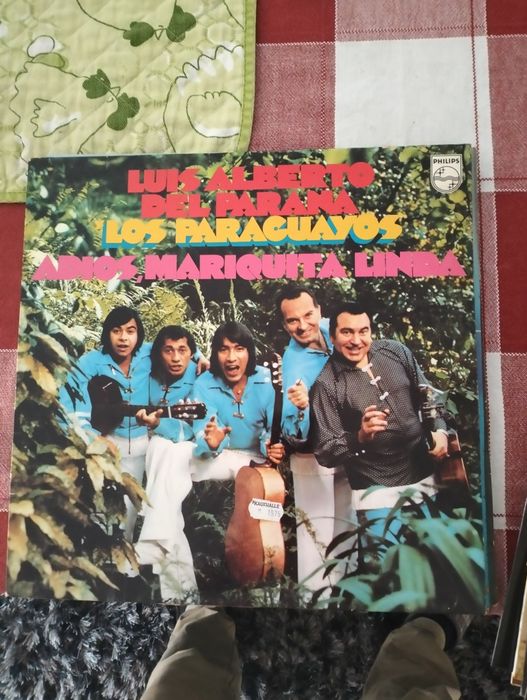 PHILIPS
LUIS ALBERTO
DEL PARANA
LOS PARAGUAYOS
ADIOS, MARIQUITA LINDA